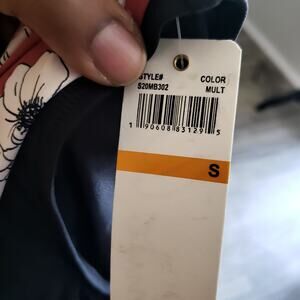 STYLE# COLOR
S20MB302 MULT
1 90608 83129 5
S